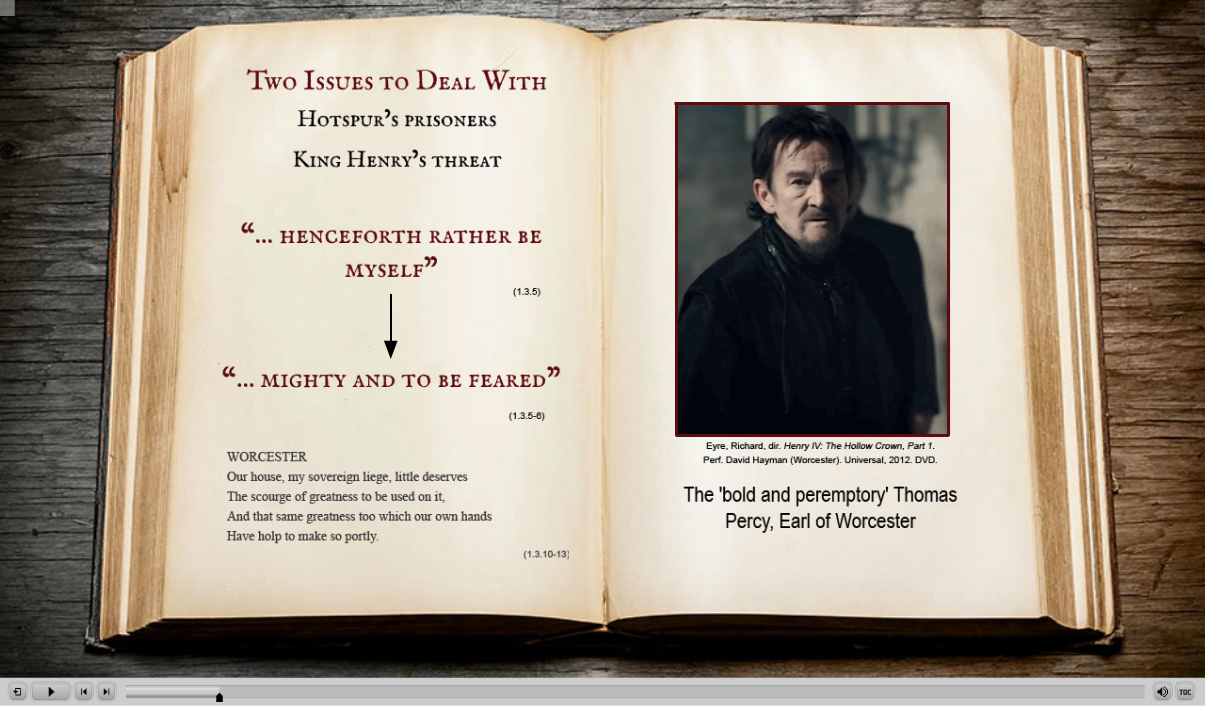 Two Issues to Deal With
Hotspur's prisoners
King Henry's threat
“... henceforth rather be
myself”
(1.3.5)
“... mighty and to be feared”
(1.3.5-6)
WORCESTER
Our house, my sovereign liege, little deserves
The scourge of greatness to be used on it,
And that same greatness too which our own hands
Have holp to make so portly.
(1.3.10-13)
Eyre, Richard, dir. Henry IV: The Hollow Crown, Part 1.
Perf. David Hayman (Worcester). Universal, 2012. DVD.
The 'bold and peremptory' Thomas
Percy, Earl of Worcester
TOC